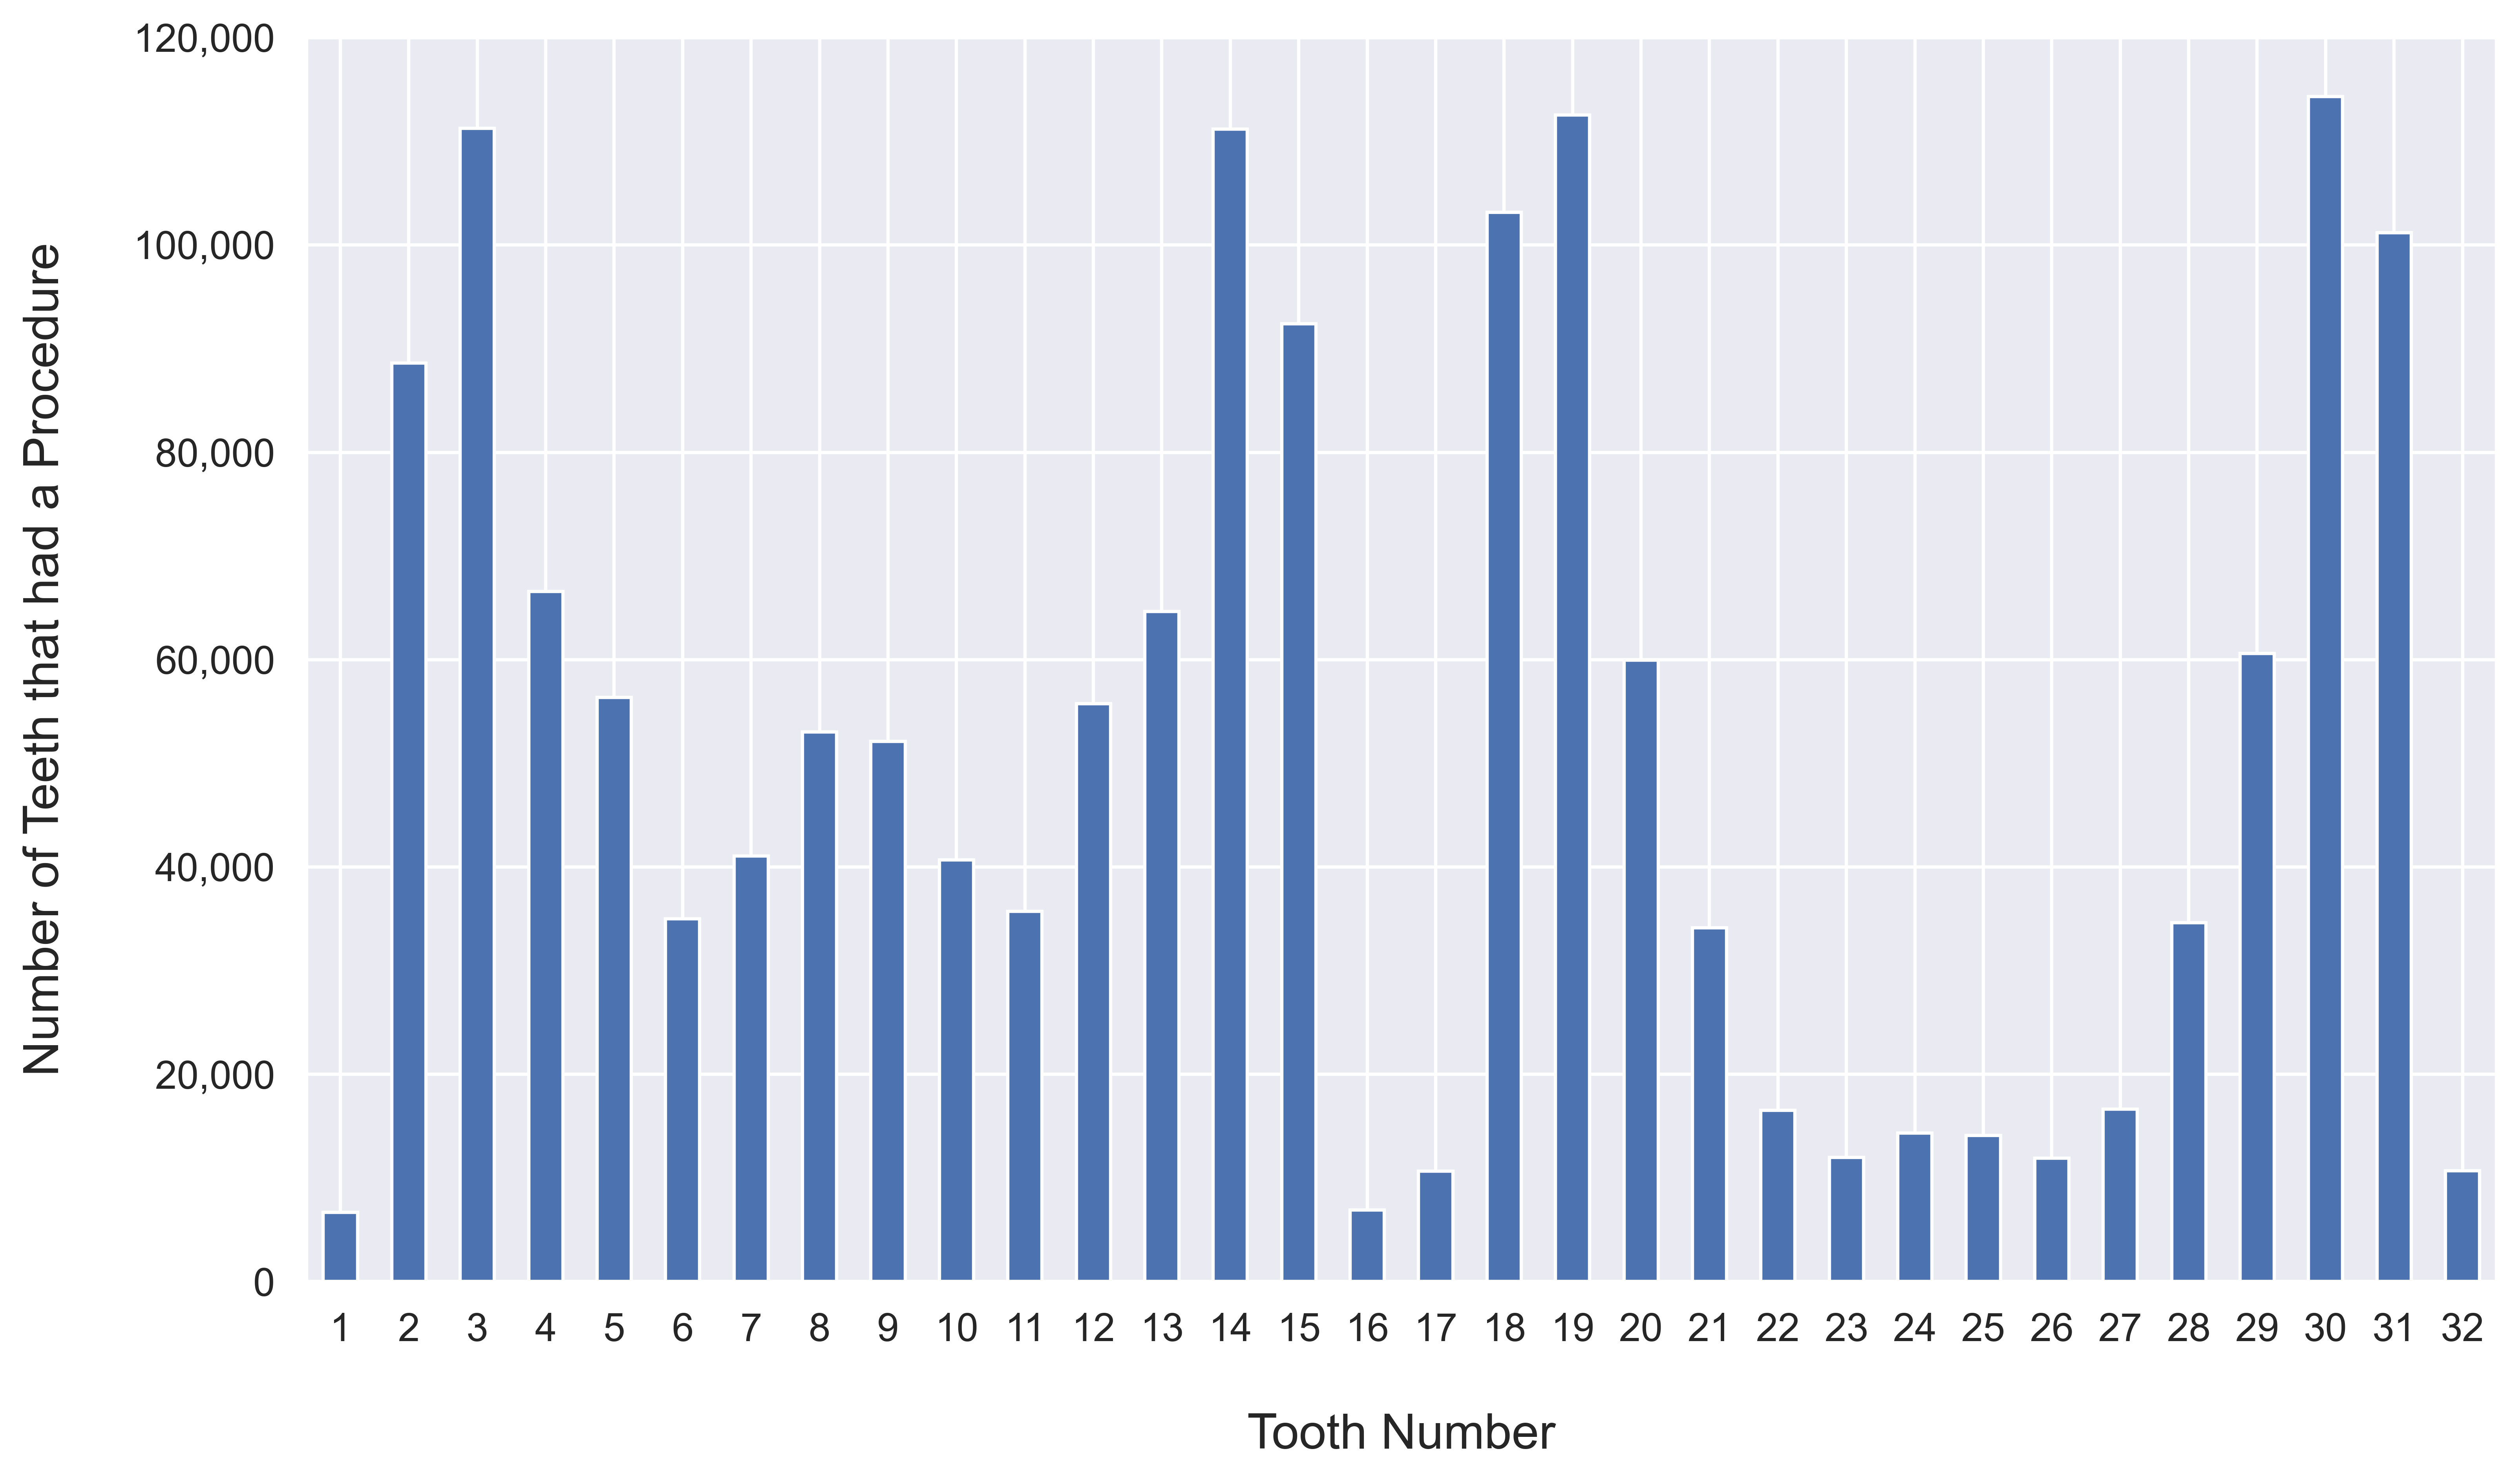 Number of Teeth that had a Procedure
120,000
100,000
80,000
60,000
40,000
20,000
0
1 2 3 4 5 6 7 8 9 10 11 12 13 14 15 16 17 18 19 20 21 22 23 24 25 26 27 28 29 30 31 32
Tooth Number